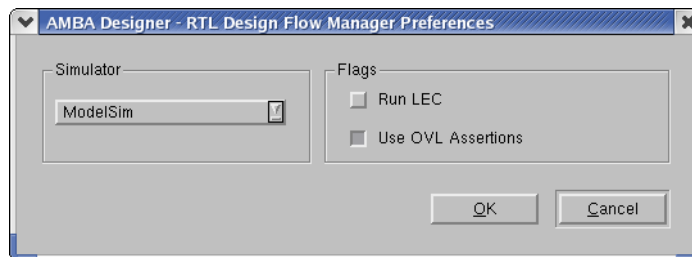 AMBA Designer - RTL Design Flow Manager Preferences
Simulator
ModelSim
Flags
Run LEC
Use OVL Assertions
OK
Cancel